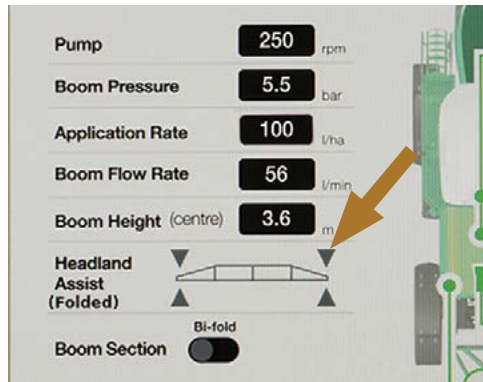 Pump 250 rpm
Boom Pressure 5.5 bar
Application Rate 100 l/ha
Boom Flow Rate 56 l/min
Boom Height (centre) 3.6 m
Headland
Assist
(Folded)
Bi-fold
Boom Section